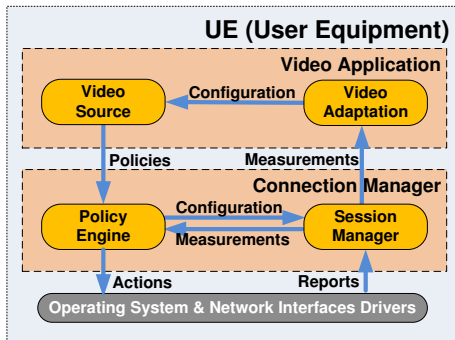 UE (User Equipment)
Video Application
Video
Source
Configuration
Video
Adaptation
Policies
Measurements
Connection Manager
Policy
Engine
Configuration
Measurements
Session
Manager
Actions
Reports
Operating System & Network Interfaces Drivers